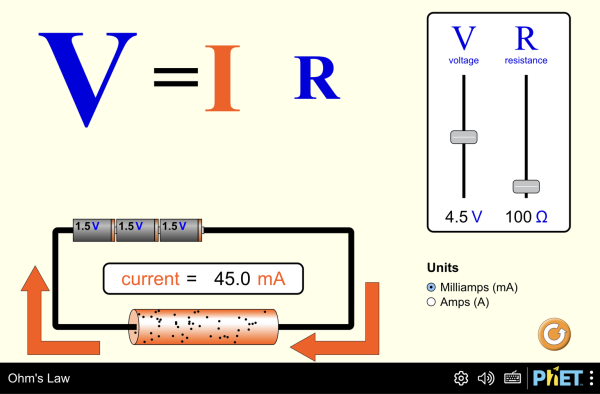 V = I R
V R
voltage resistance
4.5 V 100 Ω
1.5 V 1.5 V 1.5 V
current = 45.0 mA
Units
Milliamps (mA)
Amps (A)
Ohm's Law
PhET